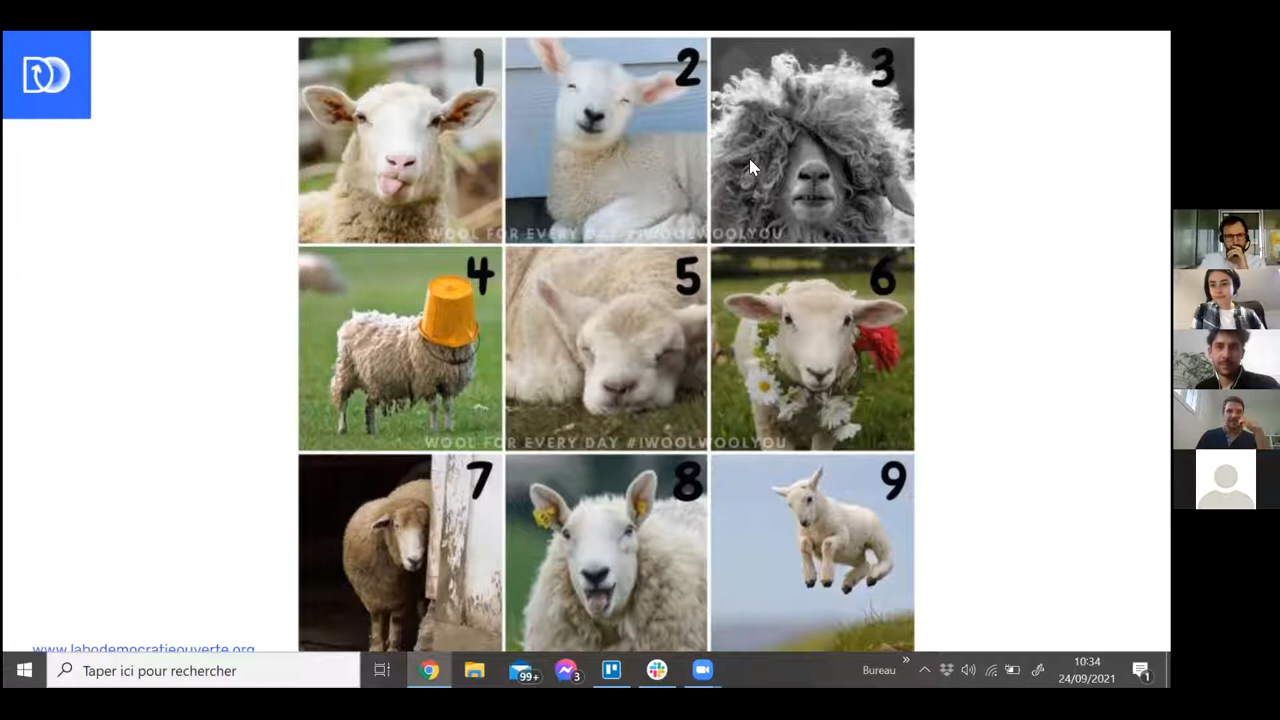 1 2 3
WOOL FOR EVERY DAY #IWOOLWOOLYOU
4 5 6
WOOL FOR EVERY DAY #IWOOLWOOLYOU
7 8 9
www.labodemocratieouverte.org
Taper ici pour rechercher
99+
3
Bureau
»
10:34
24/09/2021
1